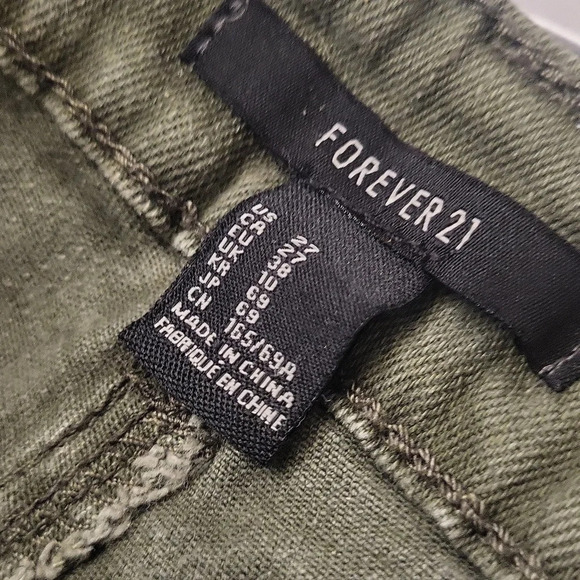 FOREVER 21
US 27
CA 27
EU 38
UK 10
KR 69
JP 69
CN 165/69A
MADE IN CHINA
FABRIQUE EN CHINE